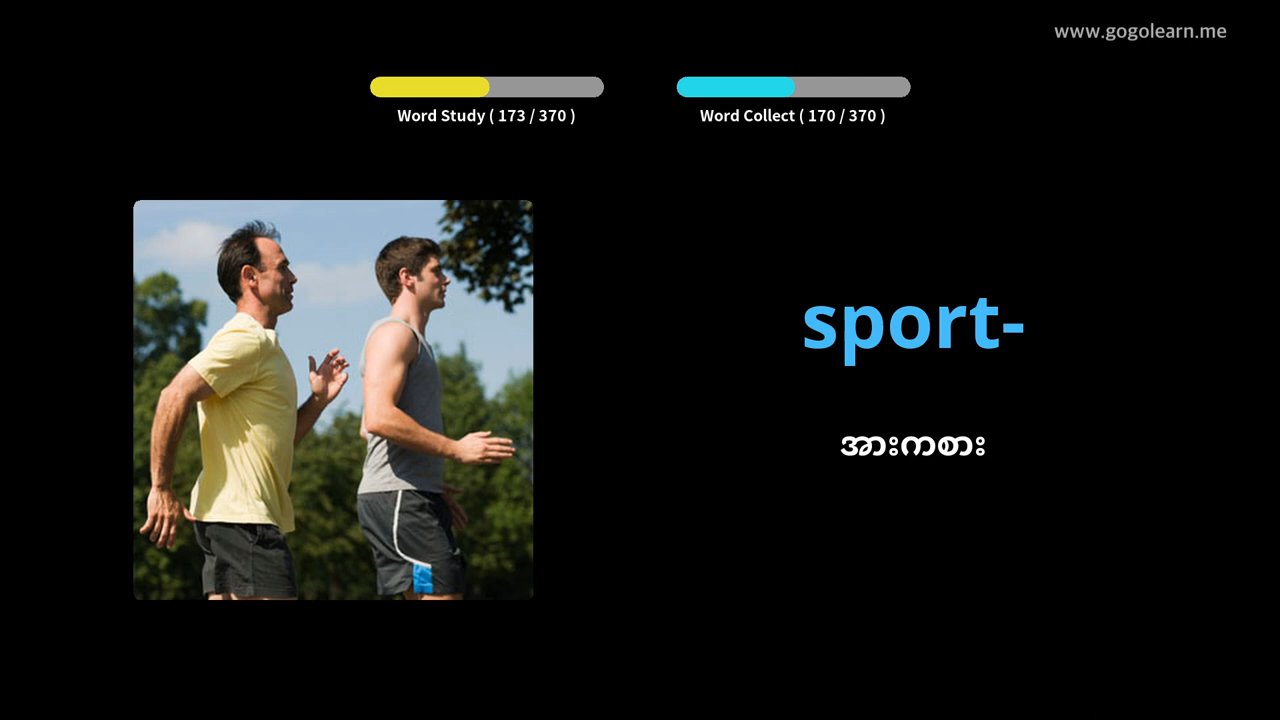 www.gogolearn.me
Word Study ( 173 / 370 )
Word Collect ( 170 / 370 )
sport-
အားကစား